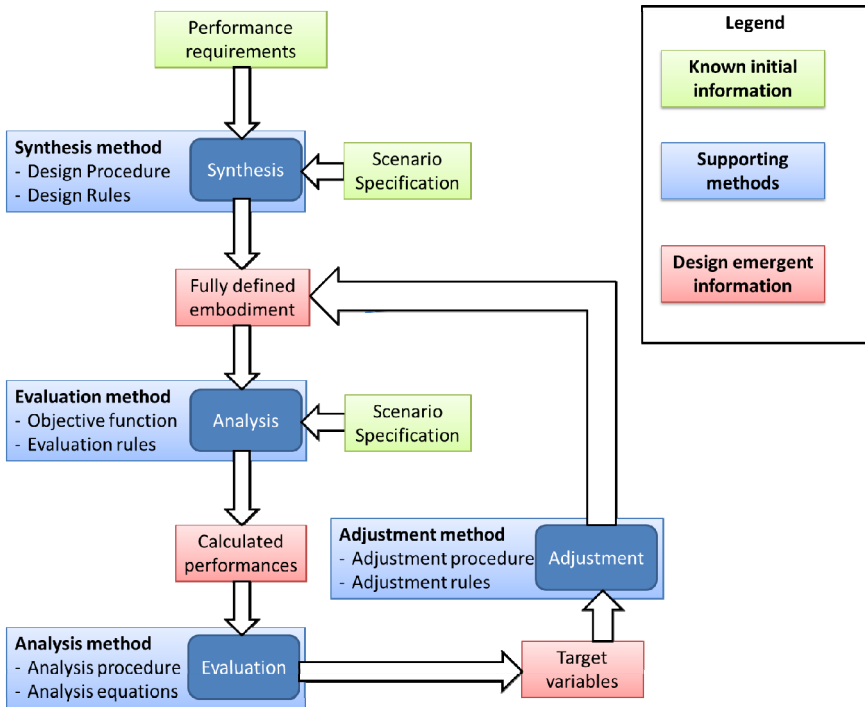 Performance
requirements
Synthesis method
- Design Procedure
- Design Rules
Synthesis
Scenario
Specification
Fully defined
embodiment
Evaluation method
- Objective function
- Evaluation rules
Analysis
Scenario
Specification
Calculated
performances
Adjustment method
- Adjustment procedure
- Adjustment rules
Adjustment
Analysis method
- Analysis procedure
- Analysis equations
Evaluation
Target
variables
Legend
Known initial
information
Supporting
methods
Design emergent
information